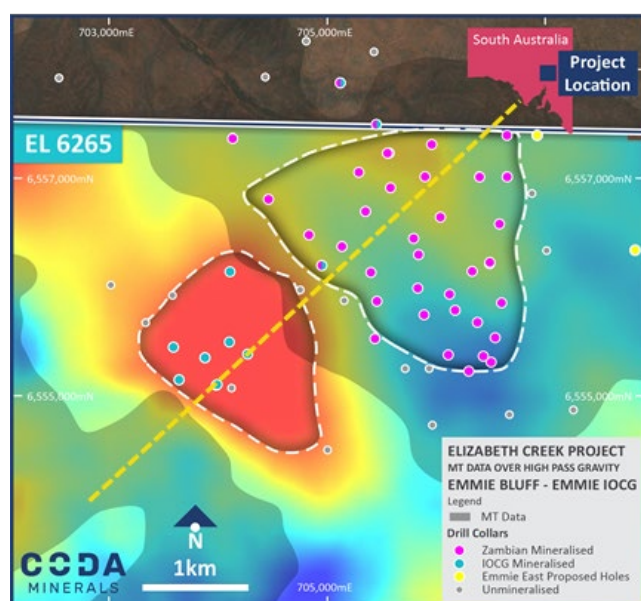 703,000mE
705,000mE
South Australia
Project
Location
EL 6265
6,557,000mN
6,557,000mN
6,555,000mN
6,555,000mN
ELIZABETH CREEK PROJECT
MT DATA OVER HIGH PASS GRAVITY
EMMIE BLUFF - EMMIE IOCG
Legend
MT Data
Drill Collars
Zambian Mineralised
IOCG Mineralised
Emmie East Proposed Holes
Unmineralised
N
1km
CODA
MINERALS
705,000mE